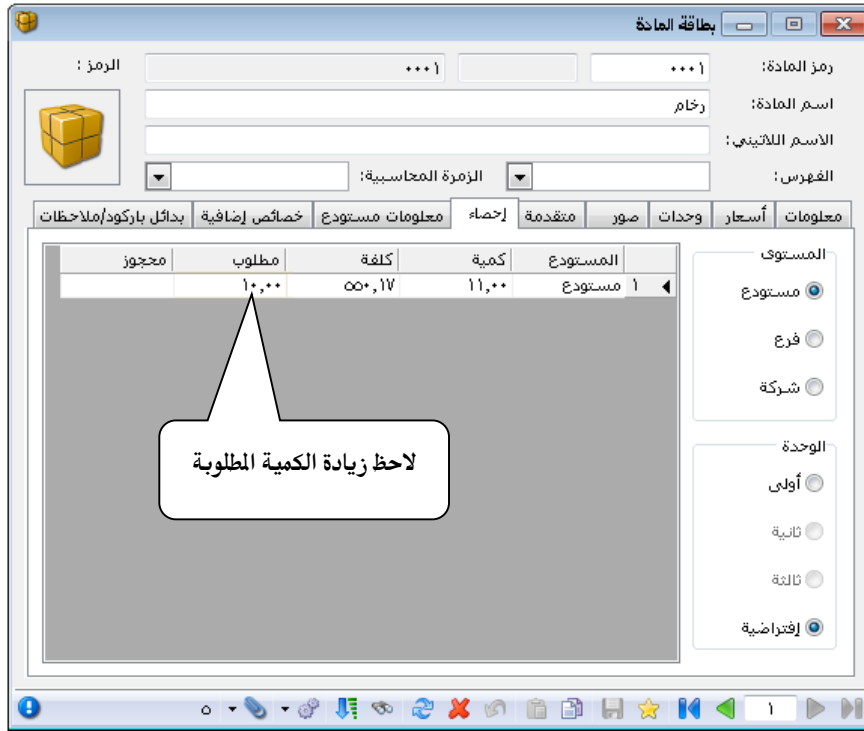 بطاقة المادة
رمز المادة: ٠٠٠١ ٠٠٠١ الرمز :
اسم المادة: رخام
الاسم اللاتيني:
الفهرس: الزمرة المحاسبية:
معلومات أسعار وحدات صور متقدمة إحصاء معلومات مستودع خصائص إضافية بدائل باركود/ملاحظات
المستوى
مستودع
فرع
شركة
الوحدة
أولى
ثانية
ثالثة
إفتراضية
المستودع كمية كلفة مطلوب محجوز
١ مستودع ١١,٠٠ ٥٥٠,١٧ ١٠,٠٠
لاحظ زيادة الكمية المطلوبة
١ ٥